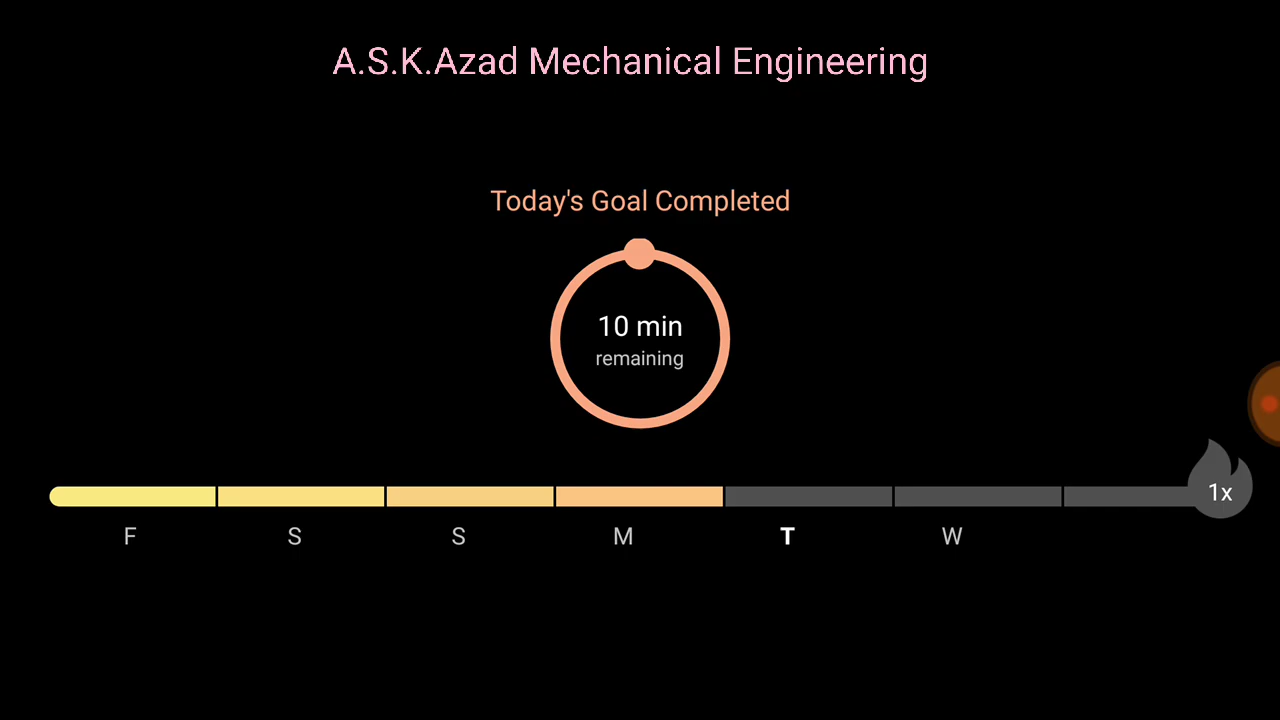 A.S.K.Azad Mechanical Engineering
Today's Goal Completed
10 min
remaining
1x
F S S M T W